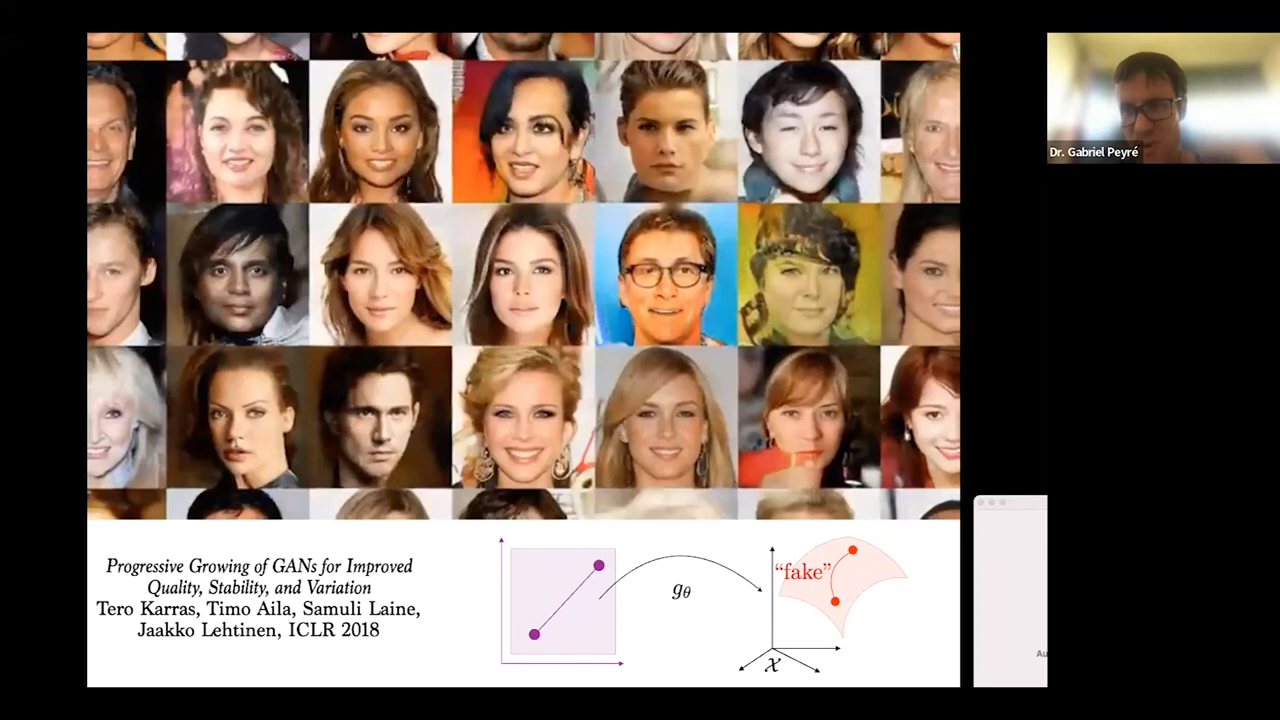 Dr. Gabriel Peyré
Progressive Growing of GANs for Improved
Quality, Stability, and Variation
Tero Karras, Timo Aila, Samuli Laine,
Jaakko Lehtinen, ICLR 2018
gθ
“fake”
𝒳
Au